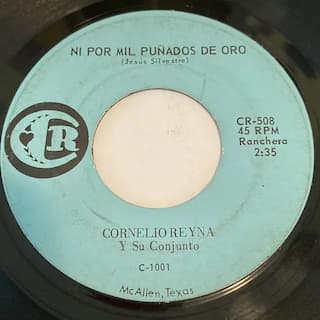 NI POR MIL PUÑADOS DE ORO
(Jesús Silvestre)
CR
CR-508
45 RPM
Ranchera
2:35
CORNELIO REYNA
Y Su Conjunto
C-1001
McAllen, Texas